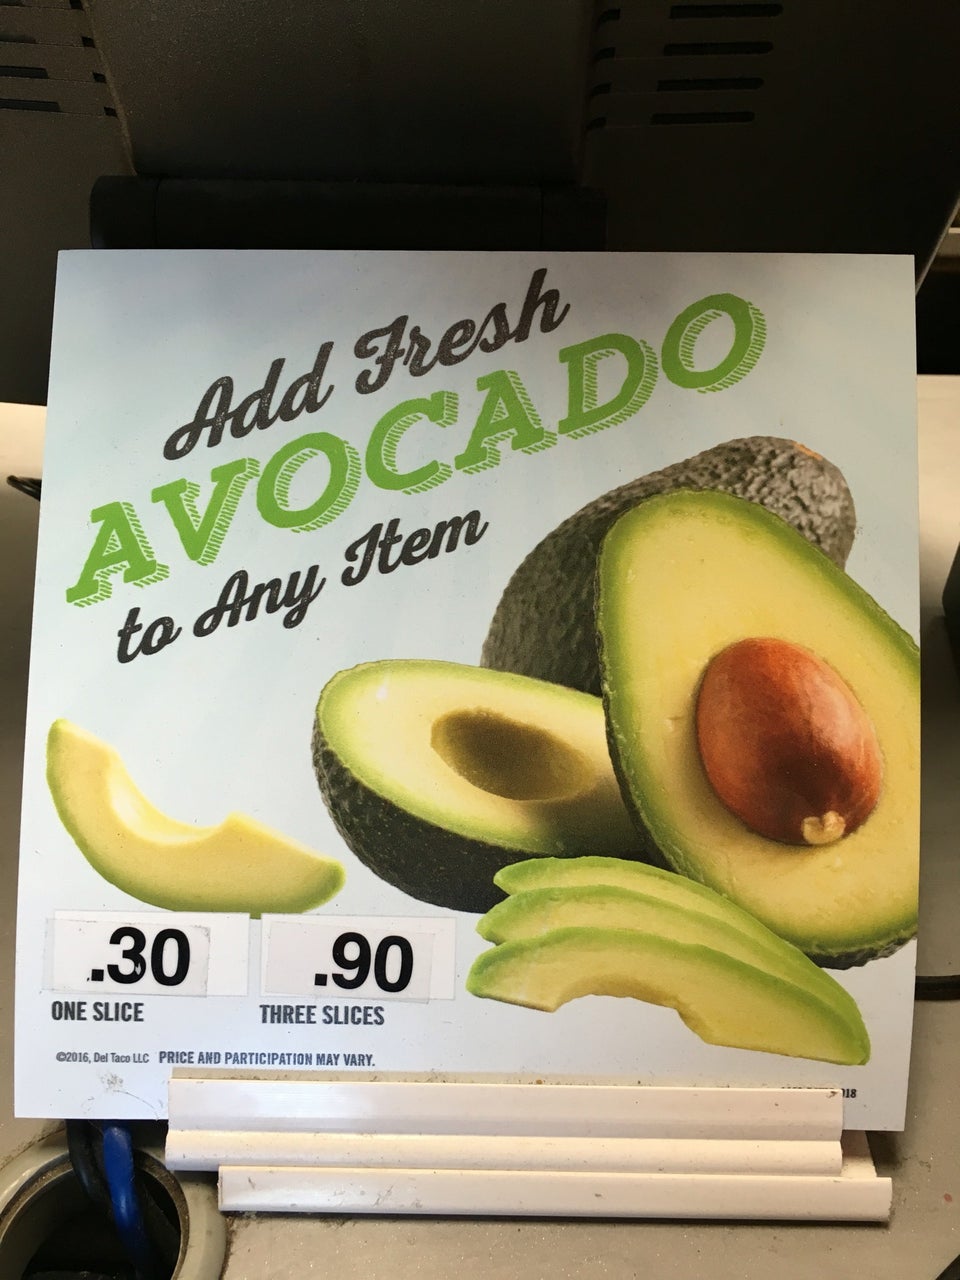 Add Fresh
AVOCADO
to Any Item
.30
ONE SLICE
.90
THREE SLICES
©2016, Del Taco LLC PRICE AND PARTICIPATION MAY VARY.